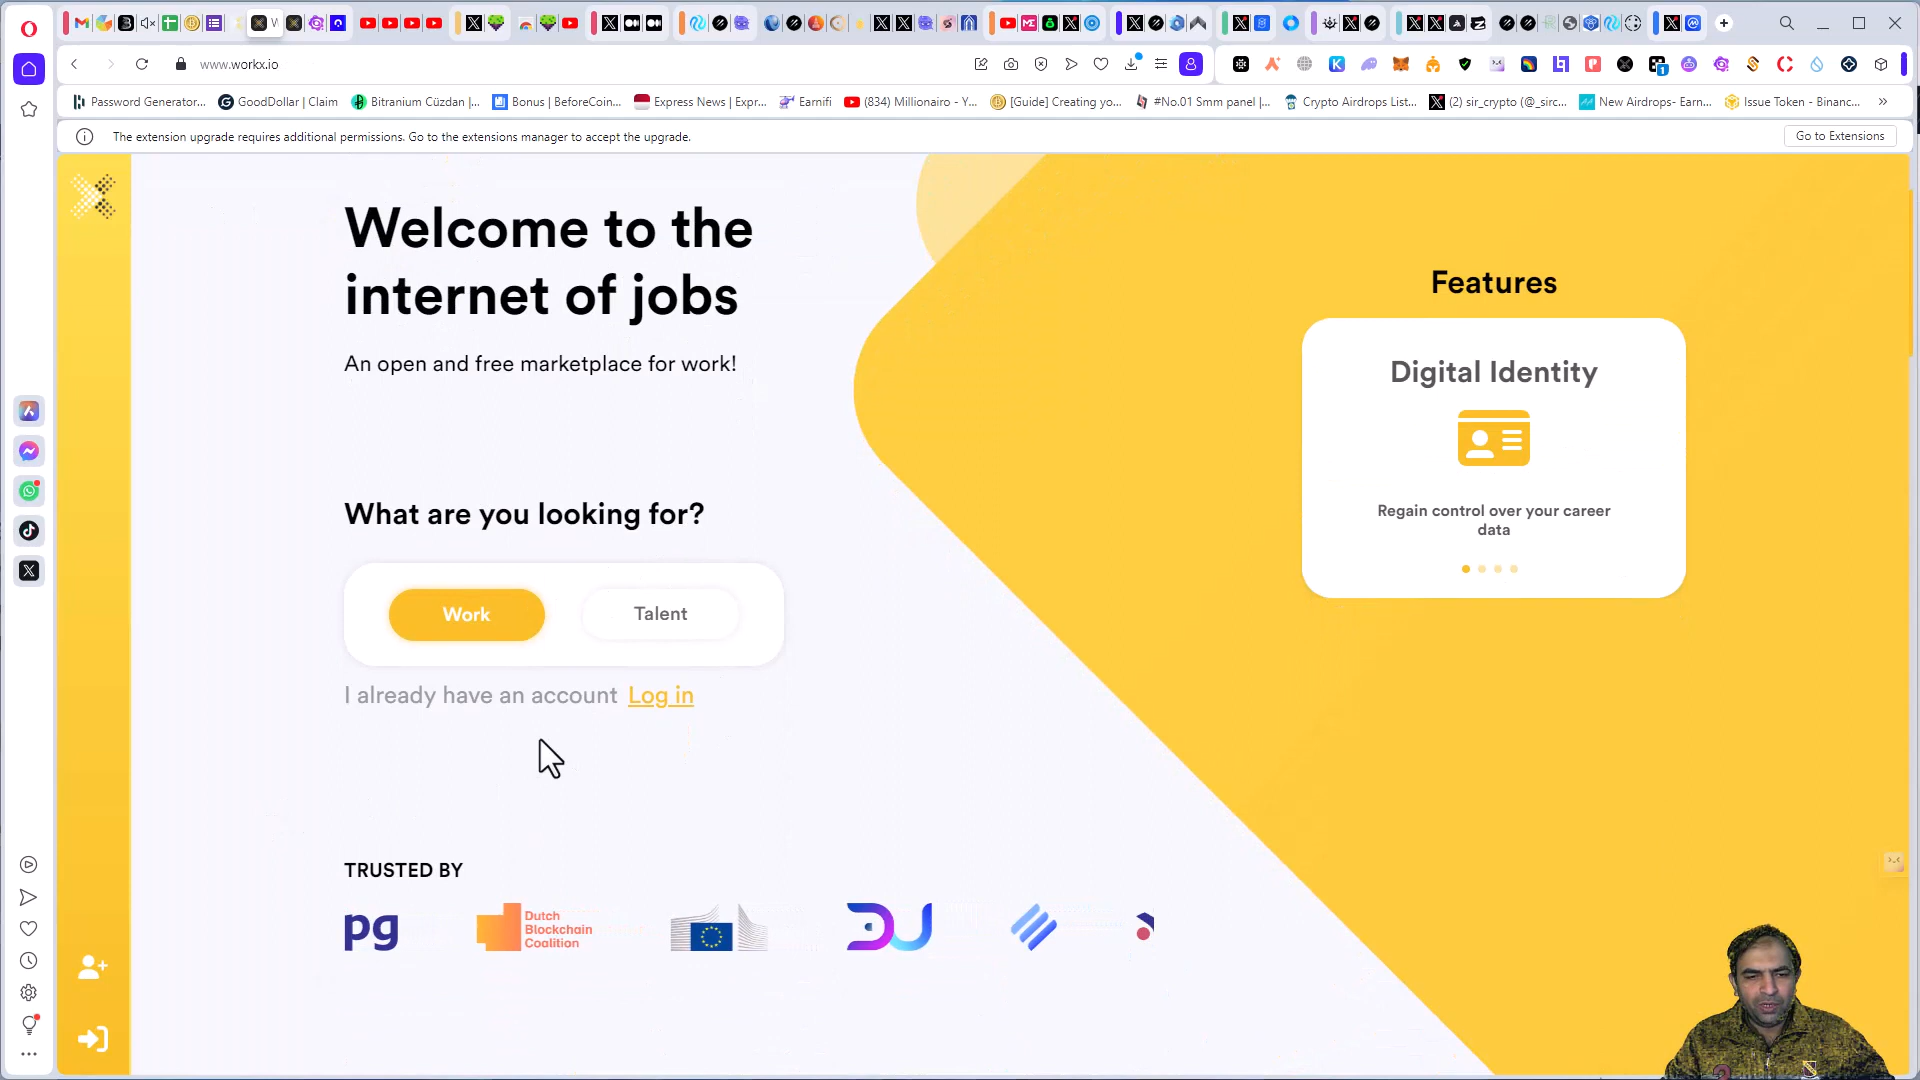 www.workx.io
1
Password Generator...
GoodDollar | Claim
Bitranium Cüzdan |...
Bonus | BeforeCoin...
Express News | Expr...
Earnifi
(834) Millionairo - Y...
[Guide] Creating yo...
#No.01 Smm panel |...
Crypto Airdrops List...
(2) sir_crypto (@_sirc...
New Airdrops- Earn...
Issue Token - Binanc...
The extension upgrade requires additional permissions. Go to the extensions manager to accept the upgrade.
Go to Extensions
Welcome to the
internet of jobs
An open and free marketplace for work!
What are you looking for?
Work
Talent
I already have an account Log in
Features
Digital Identity
Regain control over your career
data
TRUSTED BY
pg
Dutch
Blockchain
Coalition